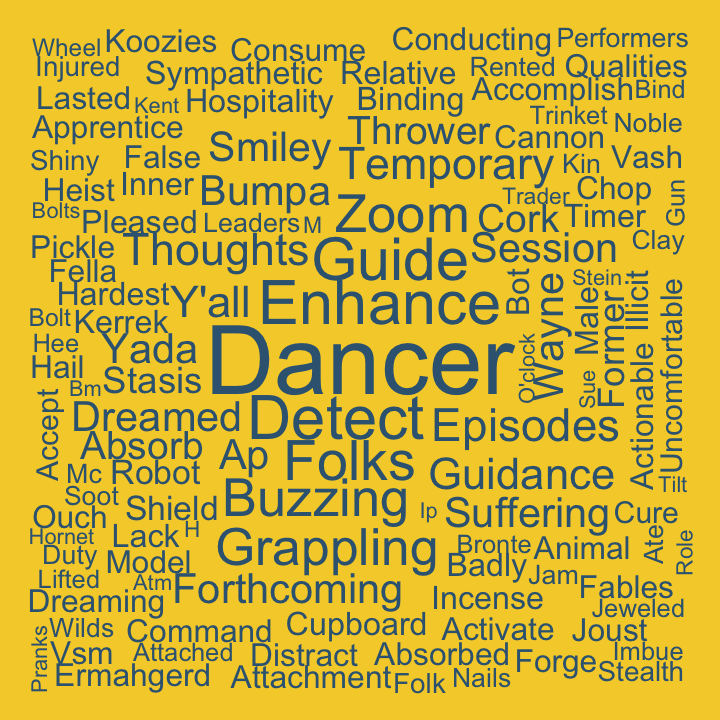 Wheel Koozies Consume Conducting Performers
Injured Sympathetic Relative Rented Qualities
Lasted Kent Hospitality Binding Accomplish Bind
Apprentice Smiley Thrower Cannon Trinket Noble
Shiny False Temporary Kin Vash
Heist Inner Bumpa Trader Chop Gun
Bolts Pleased Leaders M Zoom Cork Timer
Pickle Thoughts Guide Session Clay
Fella
Hardest Y'all Enhance Bot Wayne Stein Male Former Illicit Uncomfortable
Bolt Kerrek
Hee Yada Dancer O'clock
Hail Bm Stasis Sue Actionable
Accept Dreamed Detect Episodes
Absorb Ap Folks Guidance
Mc Robot Tilt
Soot Shield Buzzing Ip Suffering Cure
Ouch
Hornet Lack H Grappling Bronte Animal Ate Role
Duty Model Badly Jam
Lifted Atm Forthcoming Incense Fables
Dreaming Jeweled
Pranks Wilds Command Cupboard Activate Joust
Vsm Attached Distract Absorbed Forge Imbue
Ermahgerd Attachment Folk Nails Stealth